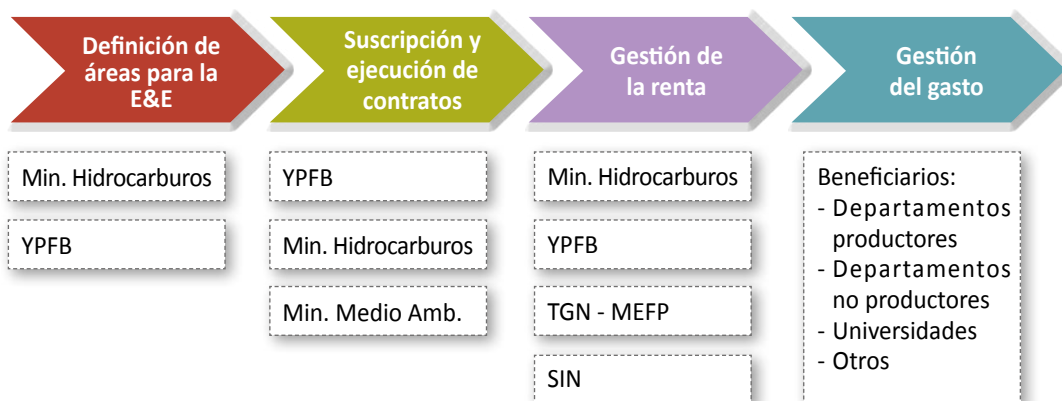 Definición de
áreas para la
E&E
Suscripción y
ejecución de
contratos
Gestión de
la renta
Gestión
del gasto
Min. Hidrocarburos
YPFB
YPFB
Min. Hidrocarburos
Min. Medio Amb.
Min. Hidrocarburos
YPFB
TGN - MEFP
SIN
Beneficiarios:
- Departamentos
productores
- Departamentos
no productores
- Universidades
- Otros